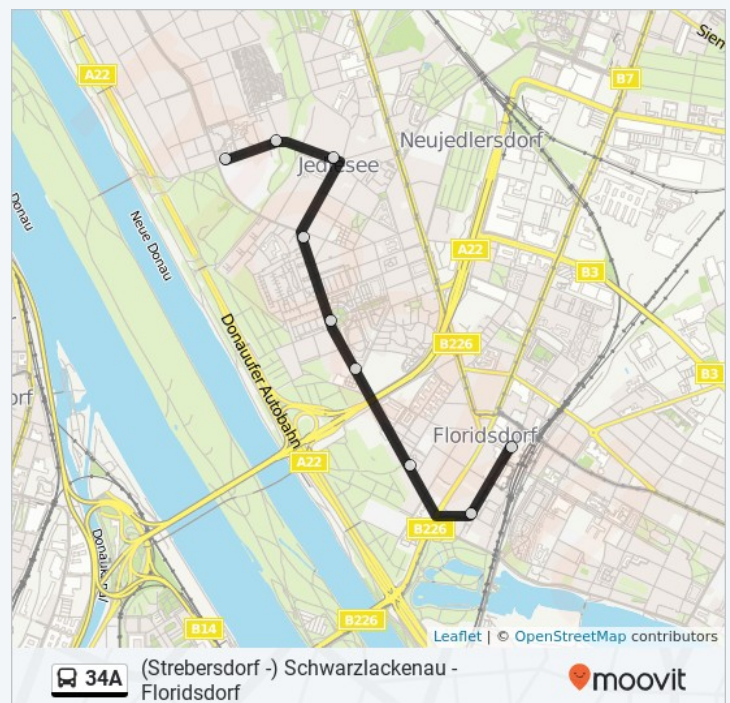 Sien
A22
B7
Neujedlersdorf
Jedlesee
Donau
Neue Donau
A22
B3
Donauufer Autobahn
B226
B3
orf
Floridsdorf
A22
B226
B226
B14
Leaflet | © OpenStreetMap contributors
34A
(Strebersdorf -) Schwarzlackenau -
Floridsdorf
moovit